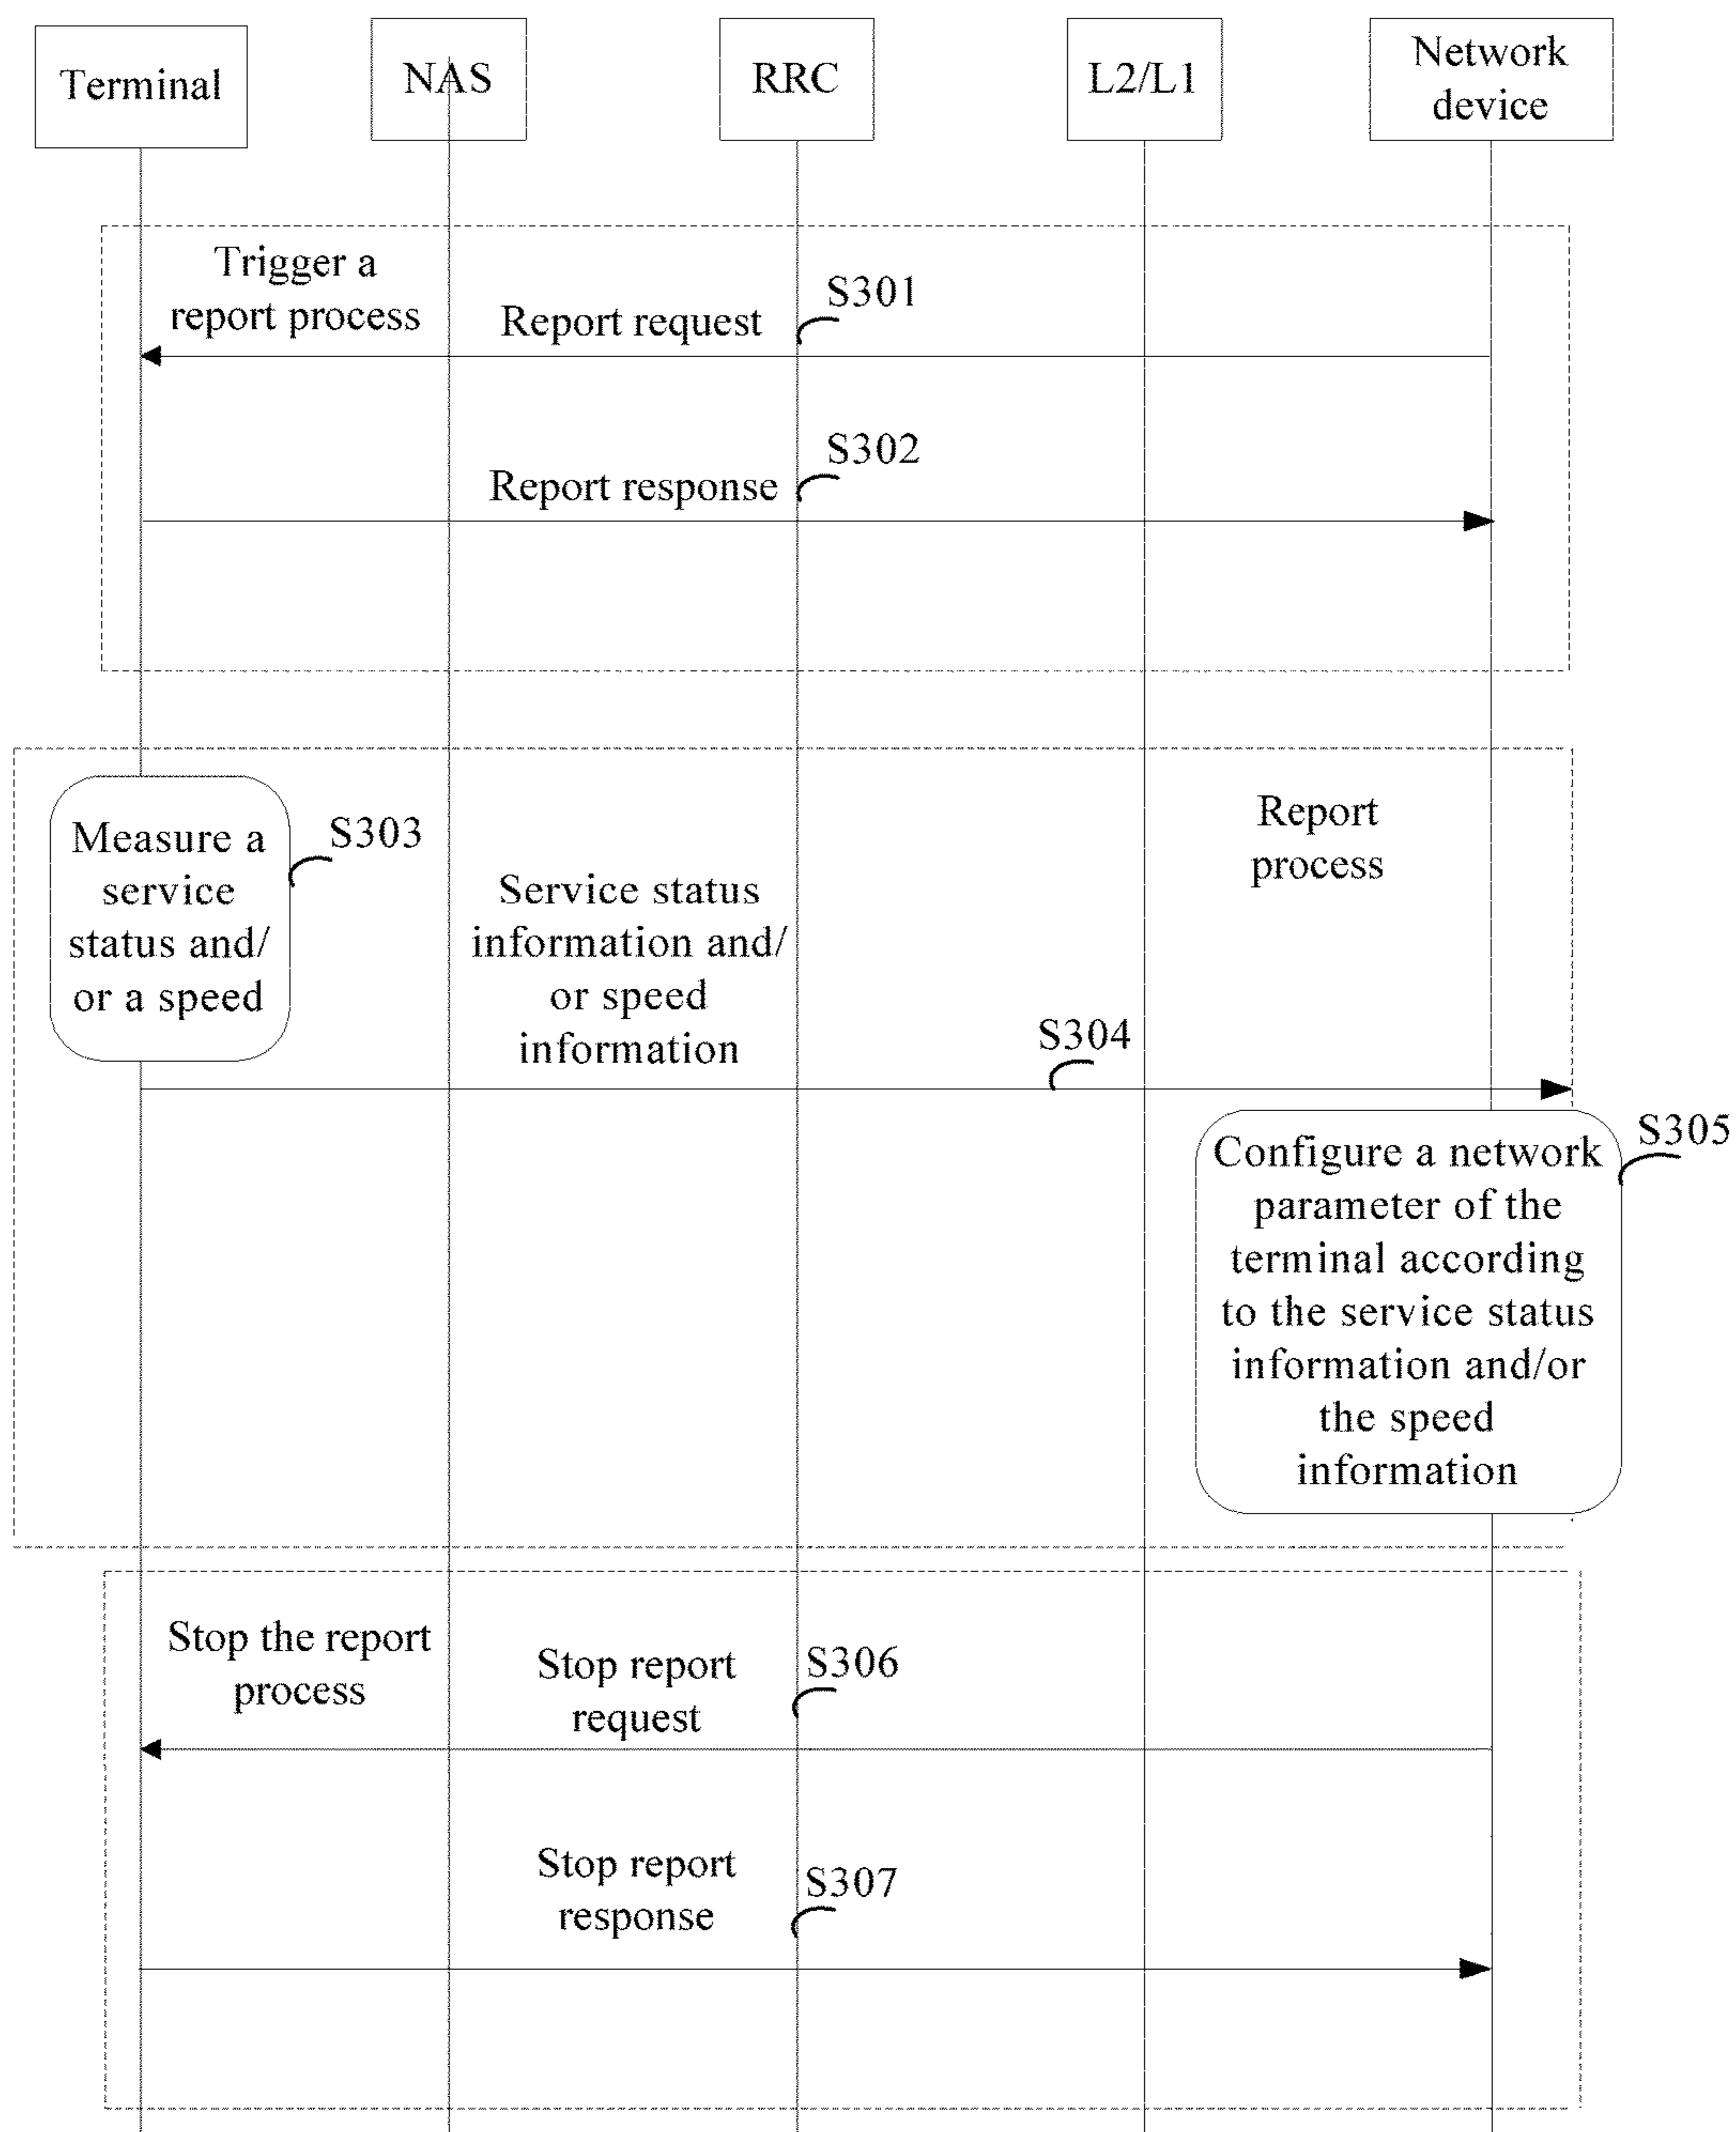 Terminal
NAS
RRC
L2/L1
Network
device
Trigger a
report process
Report request
S301
Report response
S302
Measure a
service
status and/
or a speed
S303
Service status
information and/
or speed
information
S304
Report
process
Configure a network
parameter of the
terminal according
to the service status
information and/or
the speed
information
S305
Stop the report
process
Stop report
request
S306
Stop report
response
S307